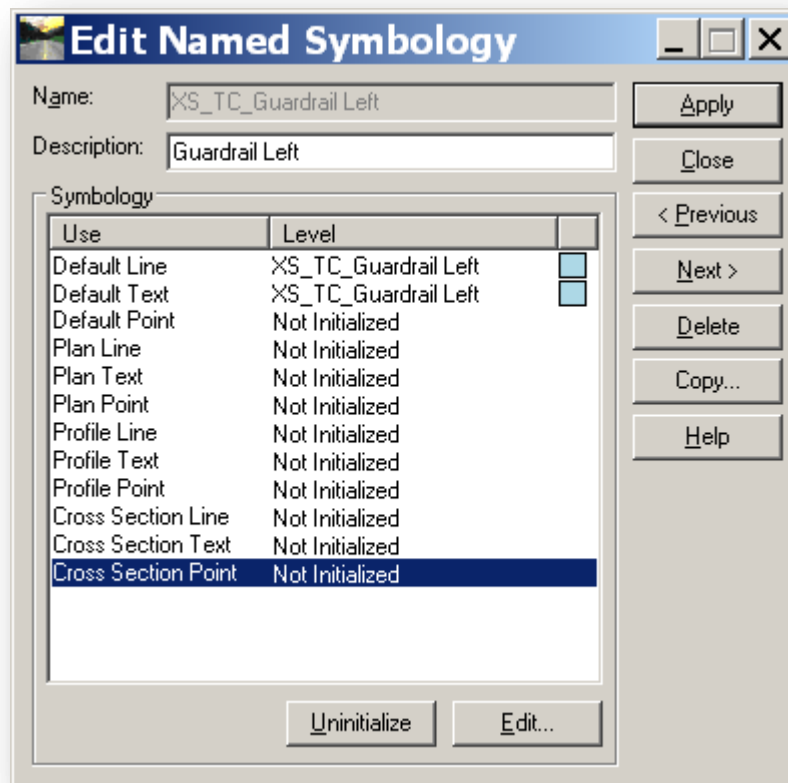 Edit Named Symbology
Name: XS_TC_Guardrail Left
Description: Guardrail Left
Symbology
Use Level
Default Line XS_TC_Guardrail Left
Default Text XS_TC_Guardrail Left
Default Point Not Initialized
Plan Line Not Initialized
Plan Text Not Initialized
Plan Point Not Initialized
Profile Line Not Initialized
Profile Text Not Initialized
Profile Point Not Initialized
Cross Section Line Not Initialized
Cross Section Text Not Initialized
Cross Section Point Not Initialized
Uninitialize Edit...
Apply
Close
< Previous
Next >
Delete
Copy...
Help